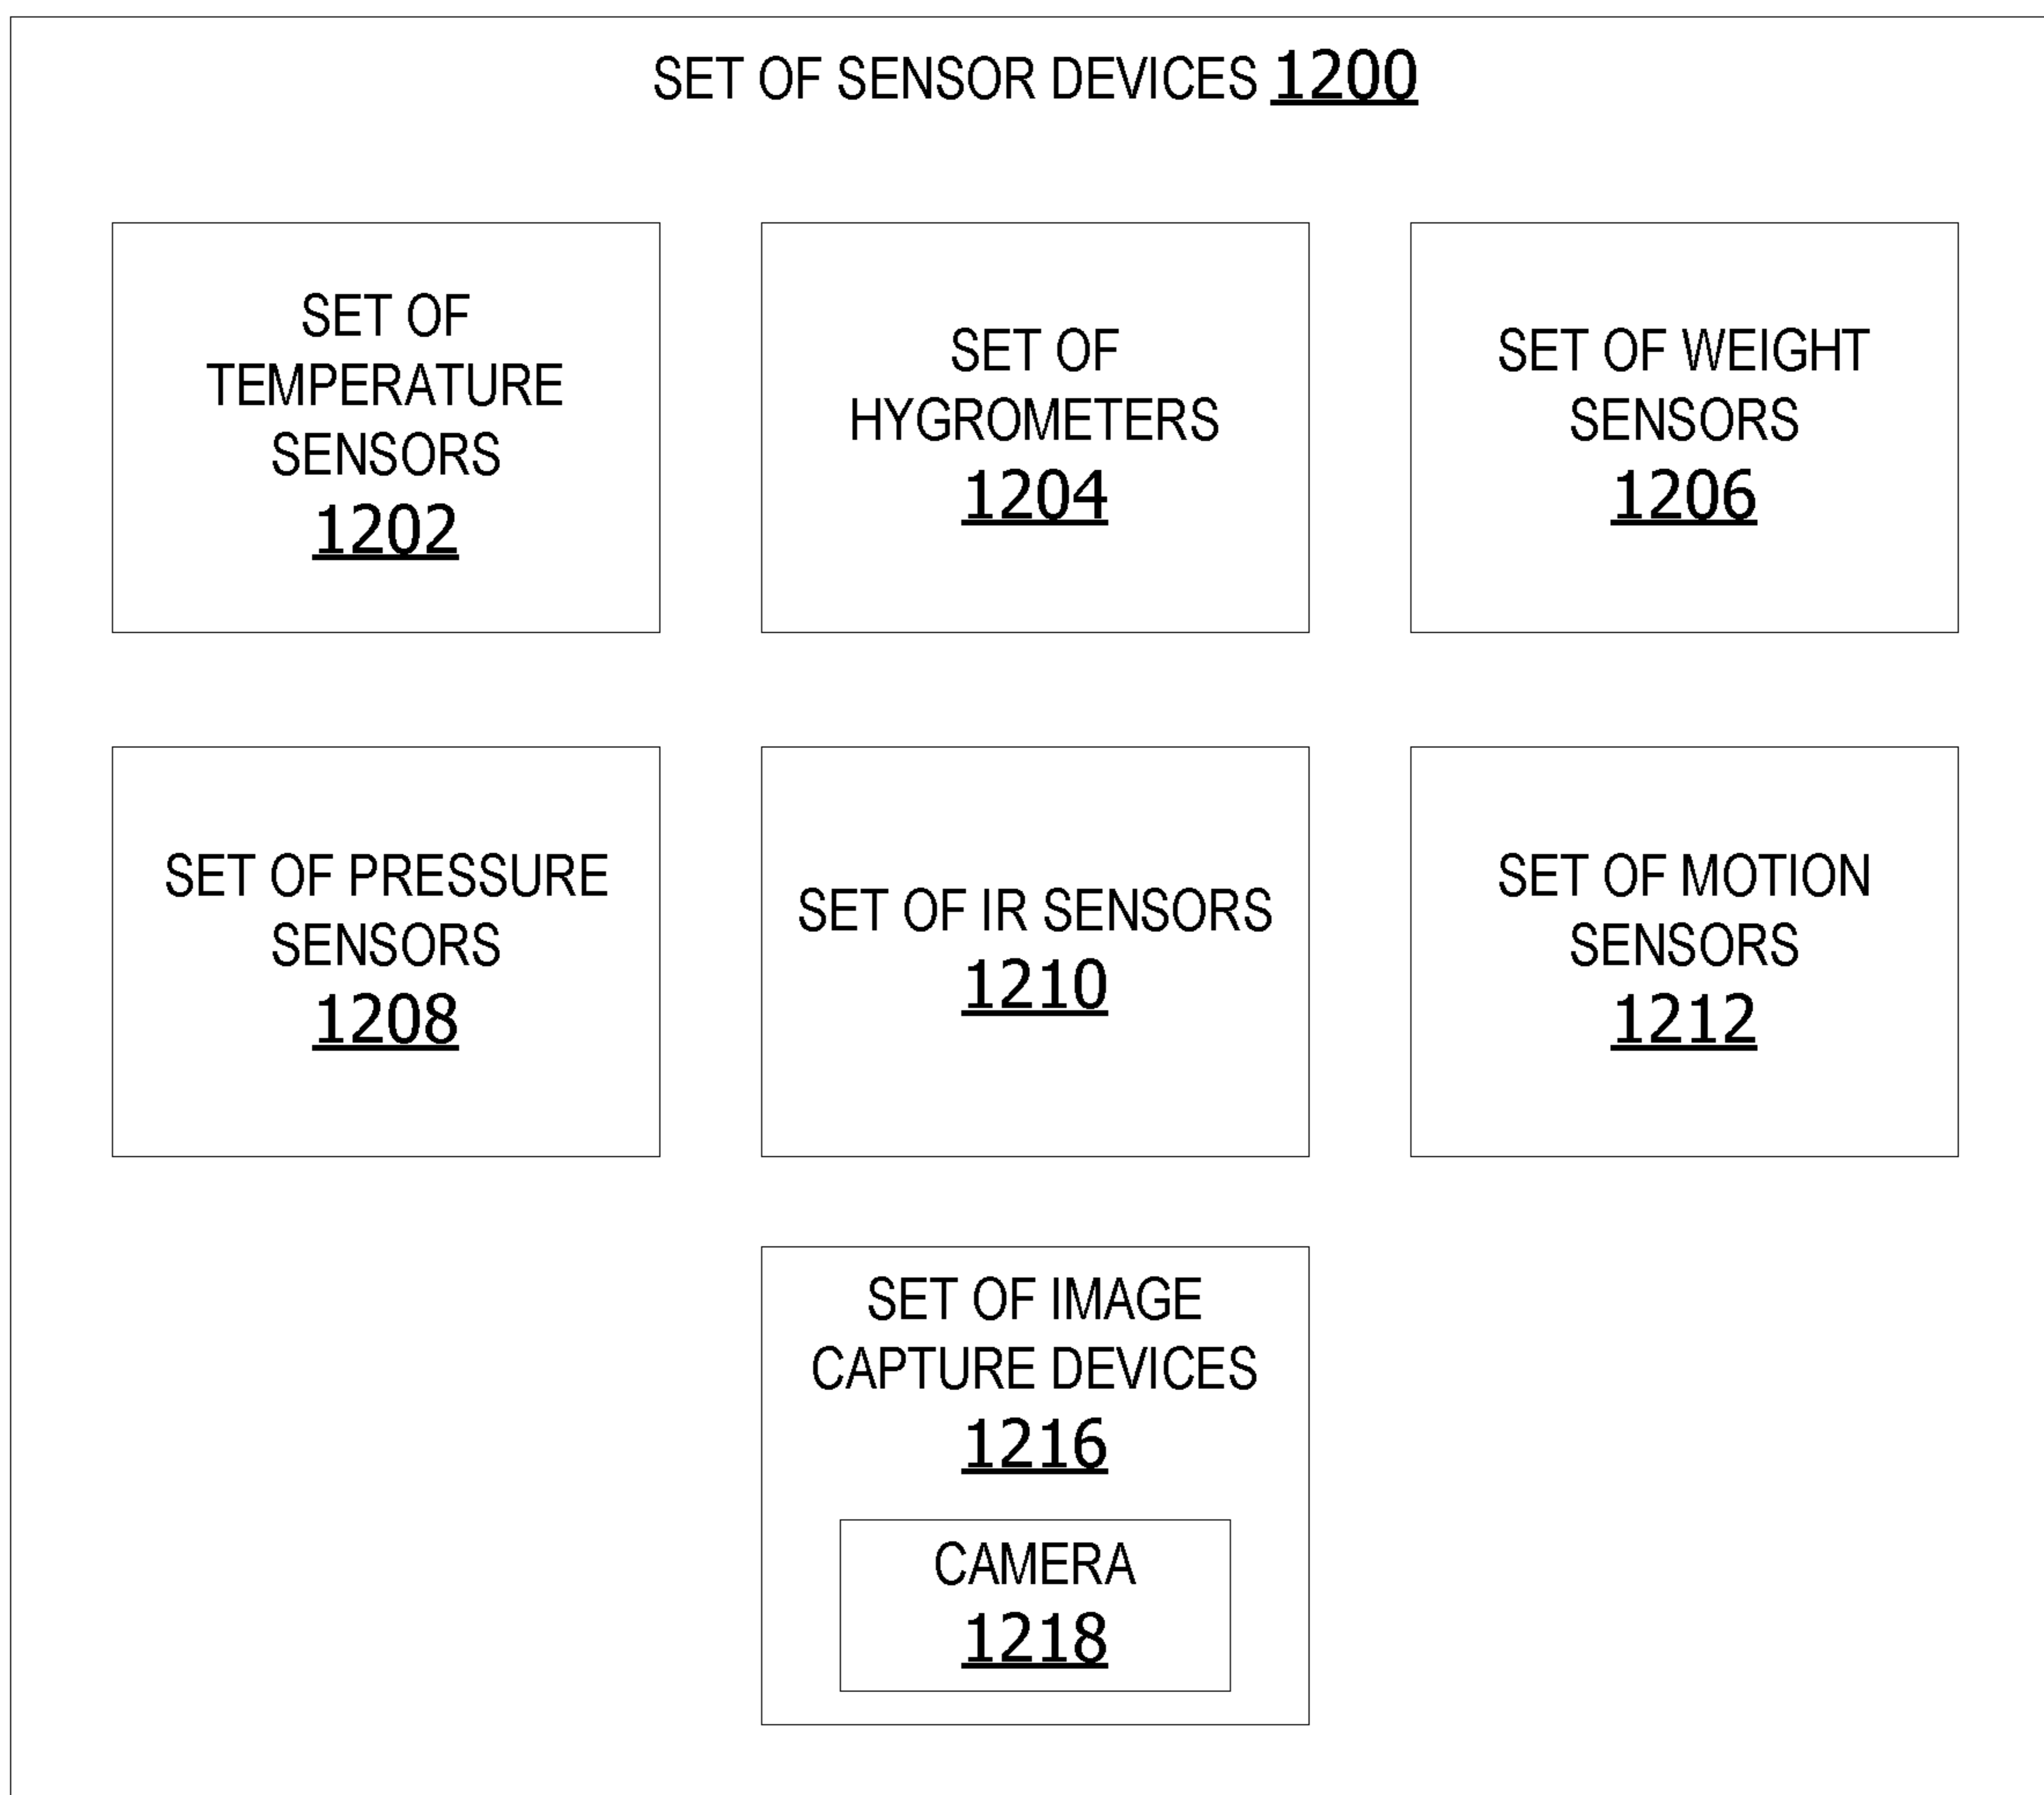 SET OF SENSOR DEVICES 1200
SET OF
TEMPERATURE
SENSORS
1202
SET OF
HYGROMETERS
1204
SET OF WEIGHT
SENSORS
1206
SET OF PRESSURE
SENSORS
1208
SET OF IR SENSORS
1210
SET OF MOTION
SENSORS
1212
SET OF IMAGE
CAPTURE DEVICES
1216
CAMERA
1218